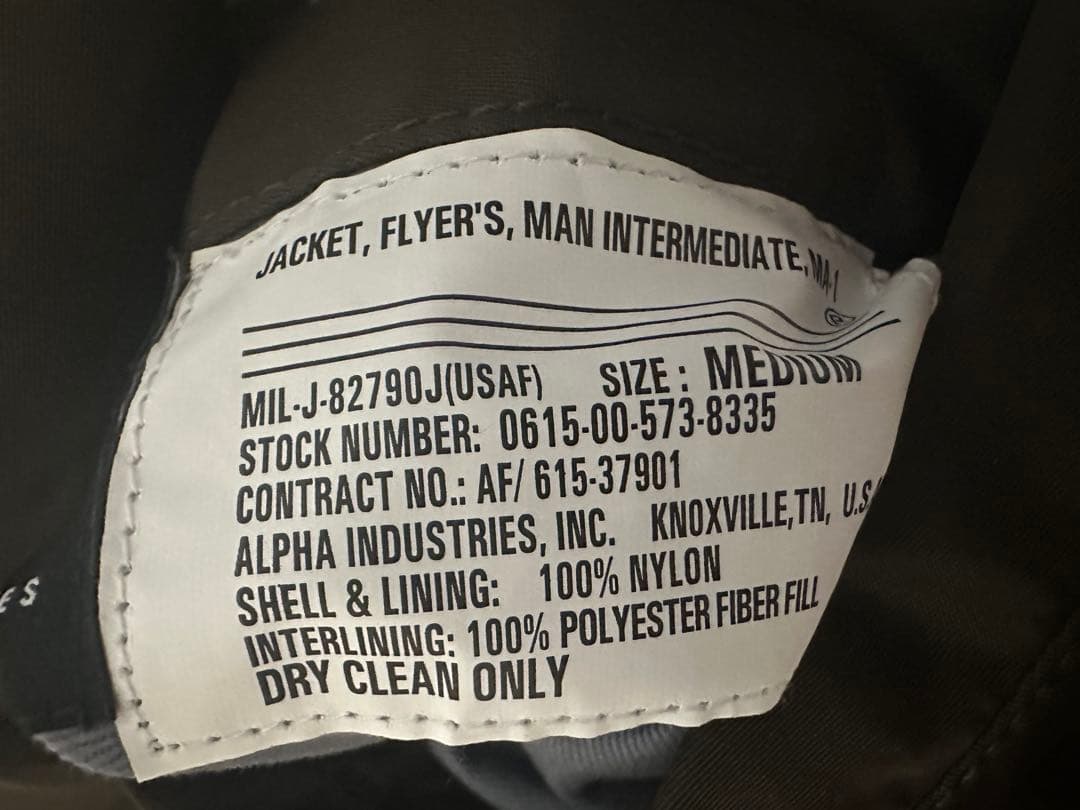 JACKET, FLYER'S, MAN INTERMEDIATE, MA-1
®
MIL-J-82790J(USAF) SIZE : MEDIUM
STOCK NUMBER: 0615-00-573-8335
CONTRACT NO.: AF/ 615-37901
ALPHA INDUSTRIES, INC. KNOXVILLE, TN, U.S
SHELL & LINING: 100% NYLON
INTERLINING: 100% POLYESTER FIBER FILL
DRY CLEAN ONLY
ES